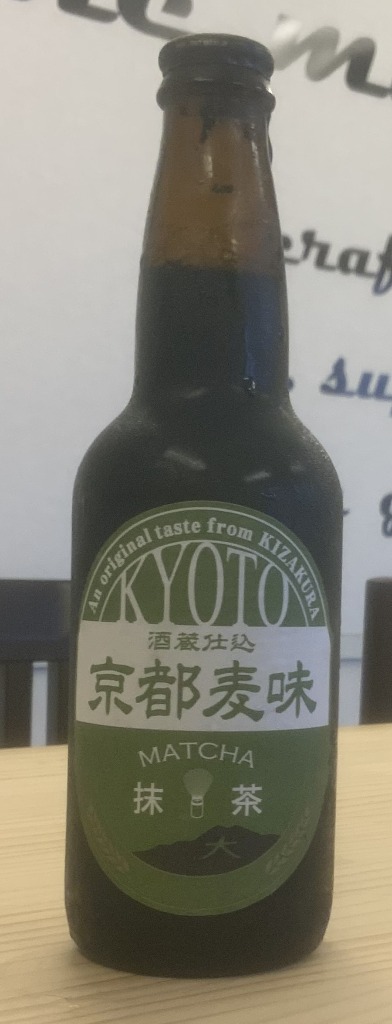 An original taste from KIZAKURA
KYOTO
酒蔵仕込
京都麦味
MATCHA
抹茶
大